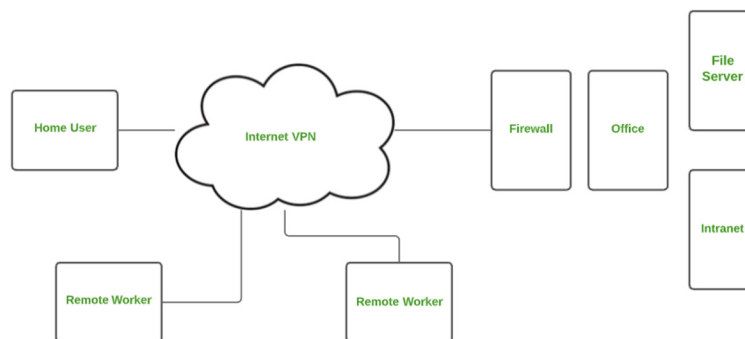 File
Server
Home User
Internet VPN
Firewall
Office
Intranet
Remote Worker
Remote Worker